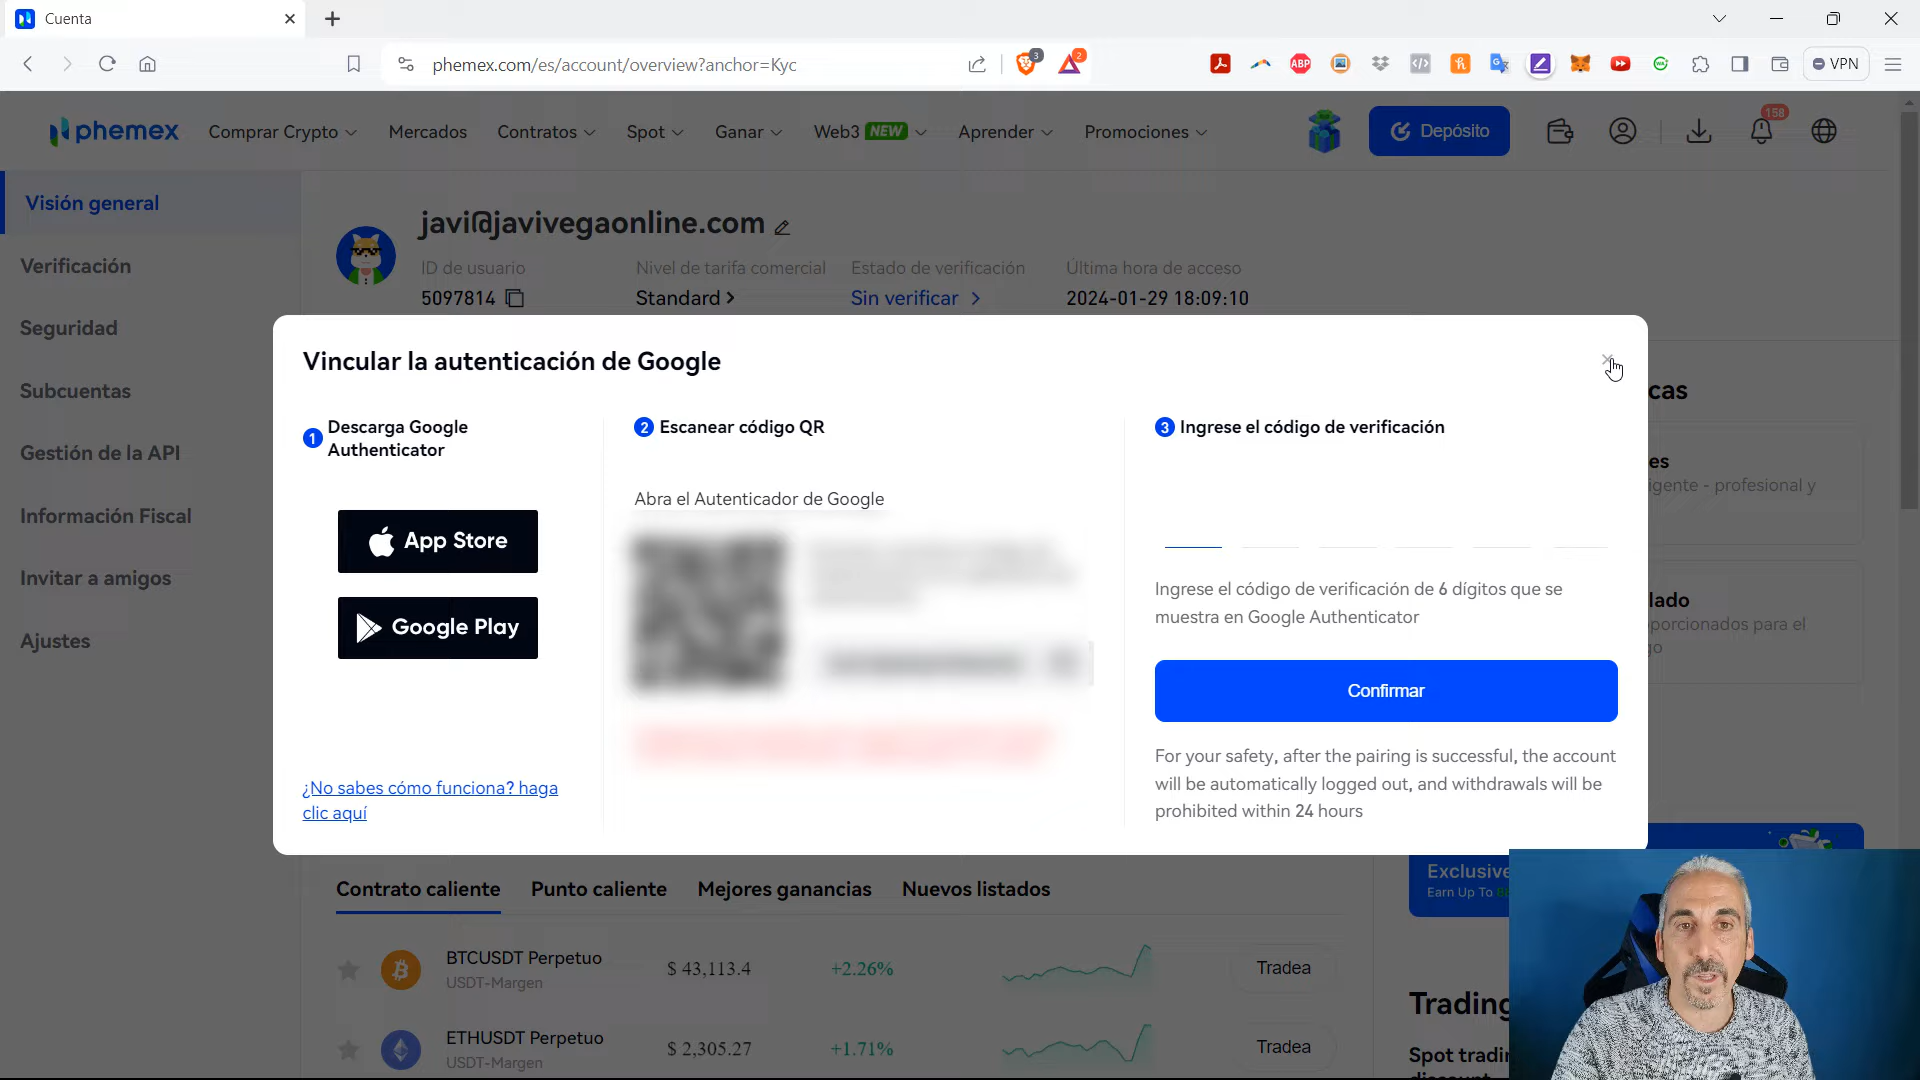 Cuenta
phemex.com/es/account/overview?anchor=Kyc
3
2
ABP
VPN
phemex
Comprar Crypto
Mercados
Contratos
Spot
Ganar
Web3 NEW
Aprender
Promociones
Depósito
158
Visión general
Verificación
Seguridad
Subcuentas
Gestión de la API
Información Fiscal
Invitar a amigos
Ajustes
javi@javivegaonline.com
ID de usuario
5097814
Nivel de tarifa comercial
Standard
Estado de verificación
Sin verificar
Última hora de acceso
2024-01-29 18:09:10
Vincular la autenticación de Google
1 Descarga Google
Authenticator
App Store
Google Play
¿No sabes cómo funciona? haga
clic aquí
2 Escanear código QR
Abra el Autenticador de Google
3 Ingrese el código de verificación
Ingrese el código de verificación de 6 dígitos que se
muestra en Google Authenticator
Confirmar
For your safety, after the pairing is successful, the account
will be automatically logged out, and withdrawals will be
prohibited within 24 hours
cas
es
igente - profesional y
lado
porcionados para el
go
Contrato caliente
Punto caliente
Mejores ganancias
Nuevos listados
BTCUSDT Perpetuo
USDT-Margen
$ 43,113.4
+2.26%
Tradea
ETHUSDT Perpetuo
USDT-Margen
$ 2,305.27
+1.71%
Tradea
Exclusive
Earn Up To
Trading
Spot tradin